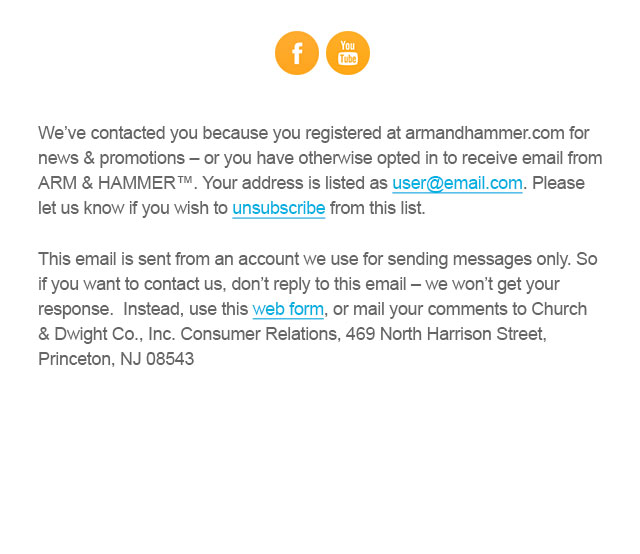 f You Tube
We’ve contacted you because you registered at armandhammer.com for
news & promotions – or you have otherwise opted in to receive email from
ARM & HAMMER™. Your address is listed as user@email.com. Please
let us know if you wish to unsubscribe from this list.
This email is sent from an account we use for sending messages only. So
if you want to contact us, don’t reply to this email – we won’t get your
response.  Instead, use this web form, or mail your comments to Church
& Dwight Co., Inc. Consumer Relations, 469 North Harrison Street,
Princeton, NJ 08543